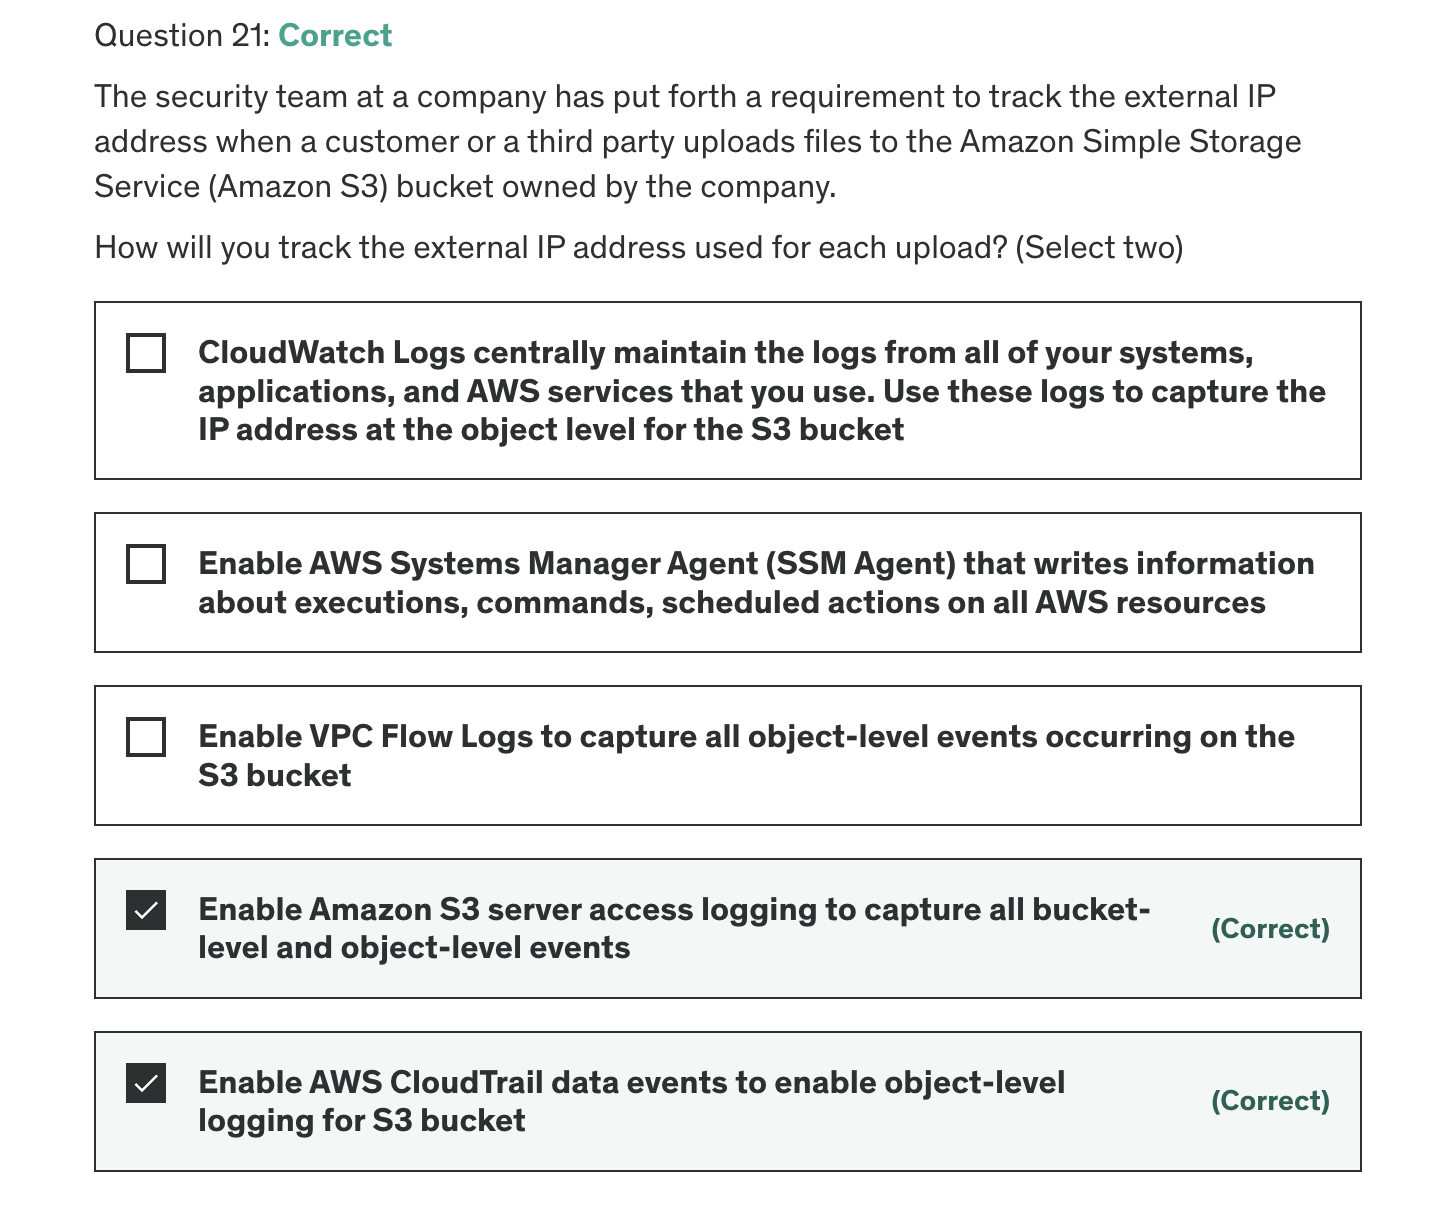 Question 21: Correct
The security team at a company has put forth a requirement to track the external IP
address when a customer or a third party uploads files to the Amazon Simple Storage
Service (Amazon S3) bucket owned by the company.
How will you track the external IP address used for each upload? (Select two)
CloudWatch Logs centrally maintain the logs from all of your systems,
applications, and AWS services that you use. Use these logs to capture the
IP address at the object level for the S3 bucket
Enable AWS Systems Manager Agent (SSM Agent) that writes information
about executions, commands, scheduled actions on all AWS resources
Enable VPC Flow Logs to capture all object-level events occurring on the
S3 bucket
Enable Amazon S3 server access logging to capture all bucket-
level and object-level events
(Correct)
Enable AWS CloudTrail data events to enable object-level
logging for S3 bucket
(Correct)